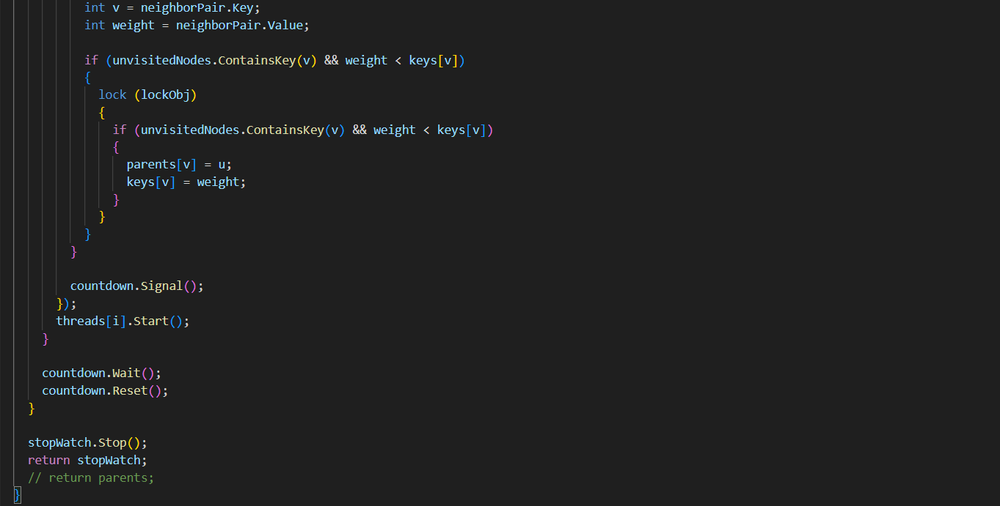 int v = neighborPair.Key;
int weight = neighborPair.Value;
if (unvisitedNodes.ContainsKey(v) && weight < keys[v])
{
lock (lockObj)
{
if (unvisitedNodes.ContainsKey(v) && weight < keys[v])
{
parents[v] = u;
keys[v] = weight;
}
}
}
}
countdown.Signal();
});
threads[i].Start();
}
countdown.Wait();
countdown.Reset();
}
stopWatch.Stop();
return stopWatch;
// return parents;
}